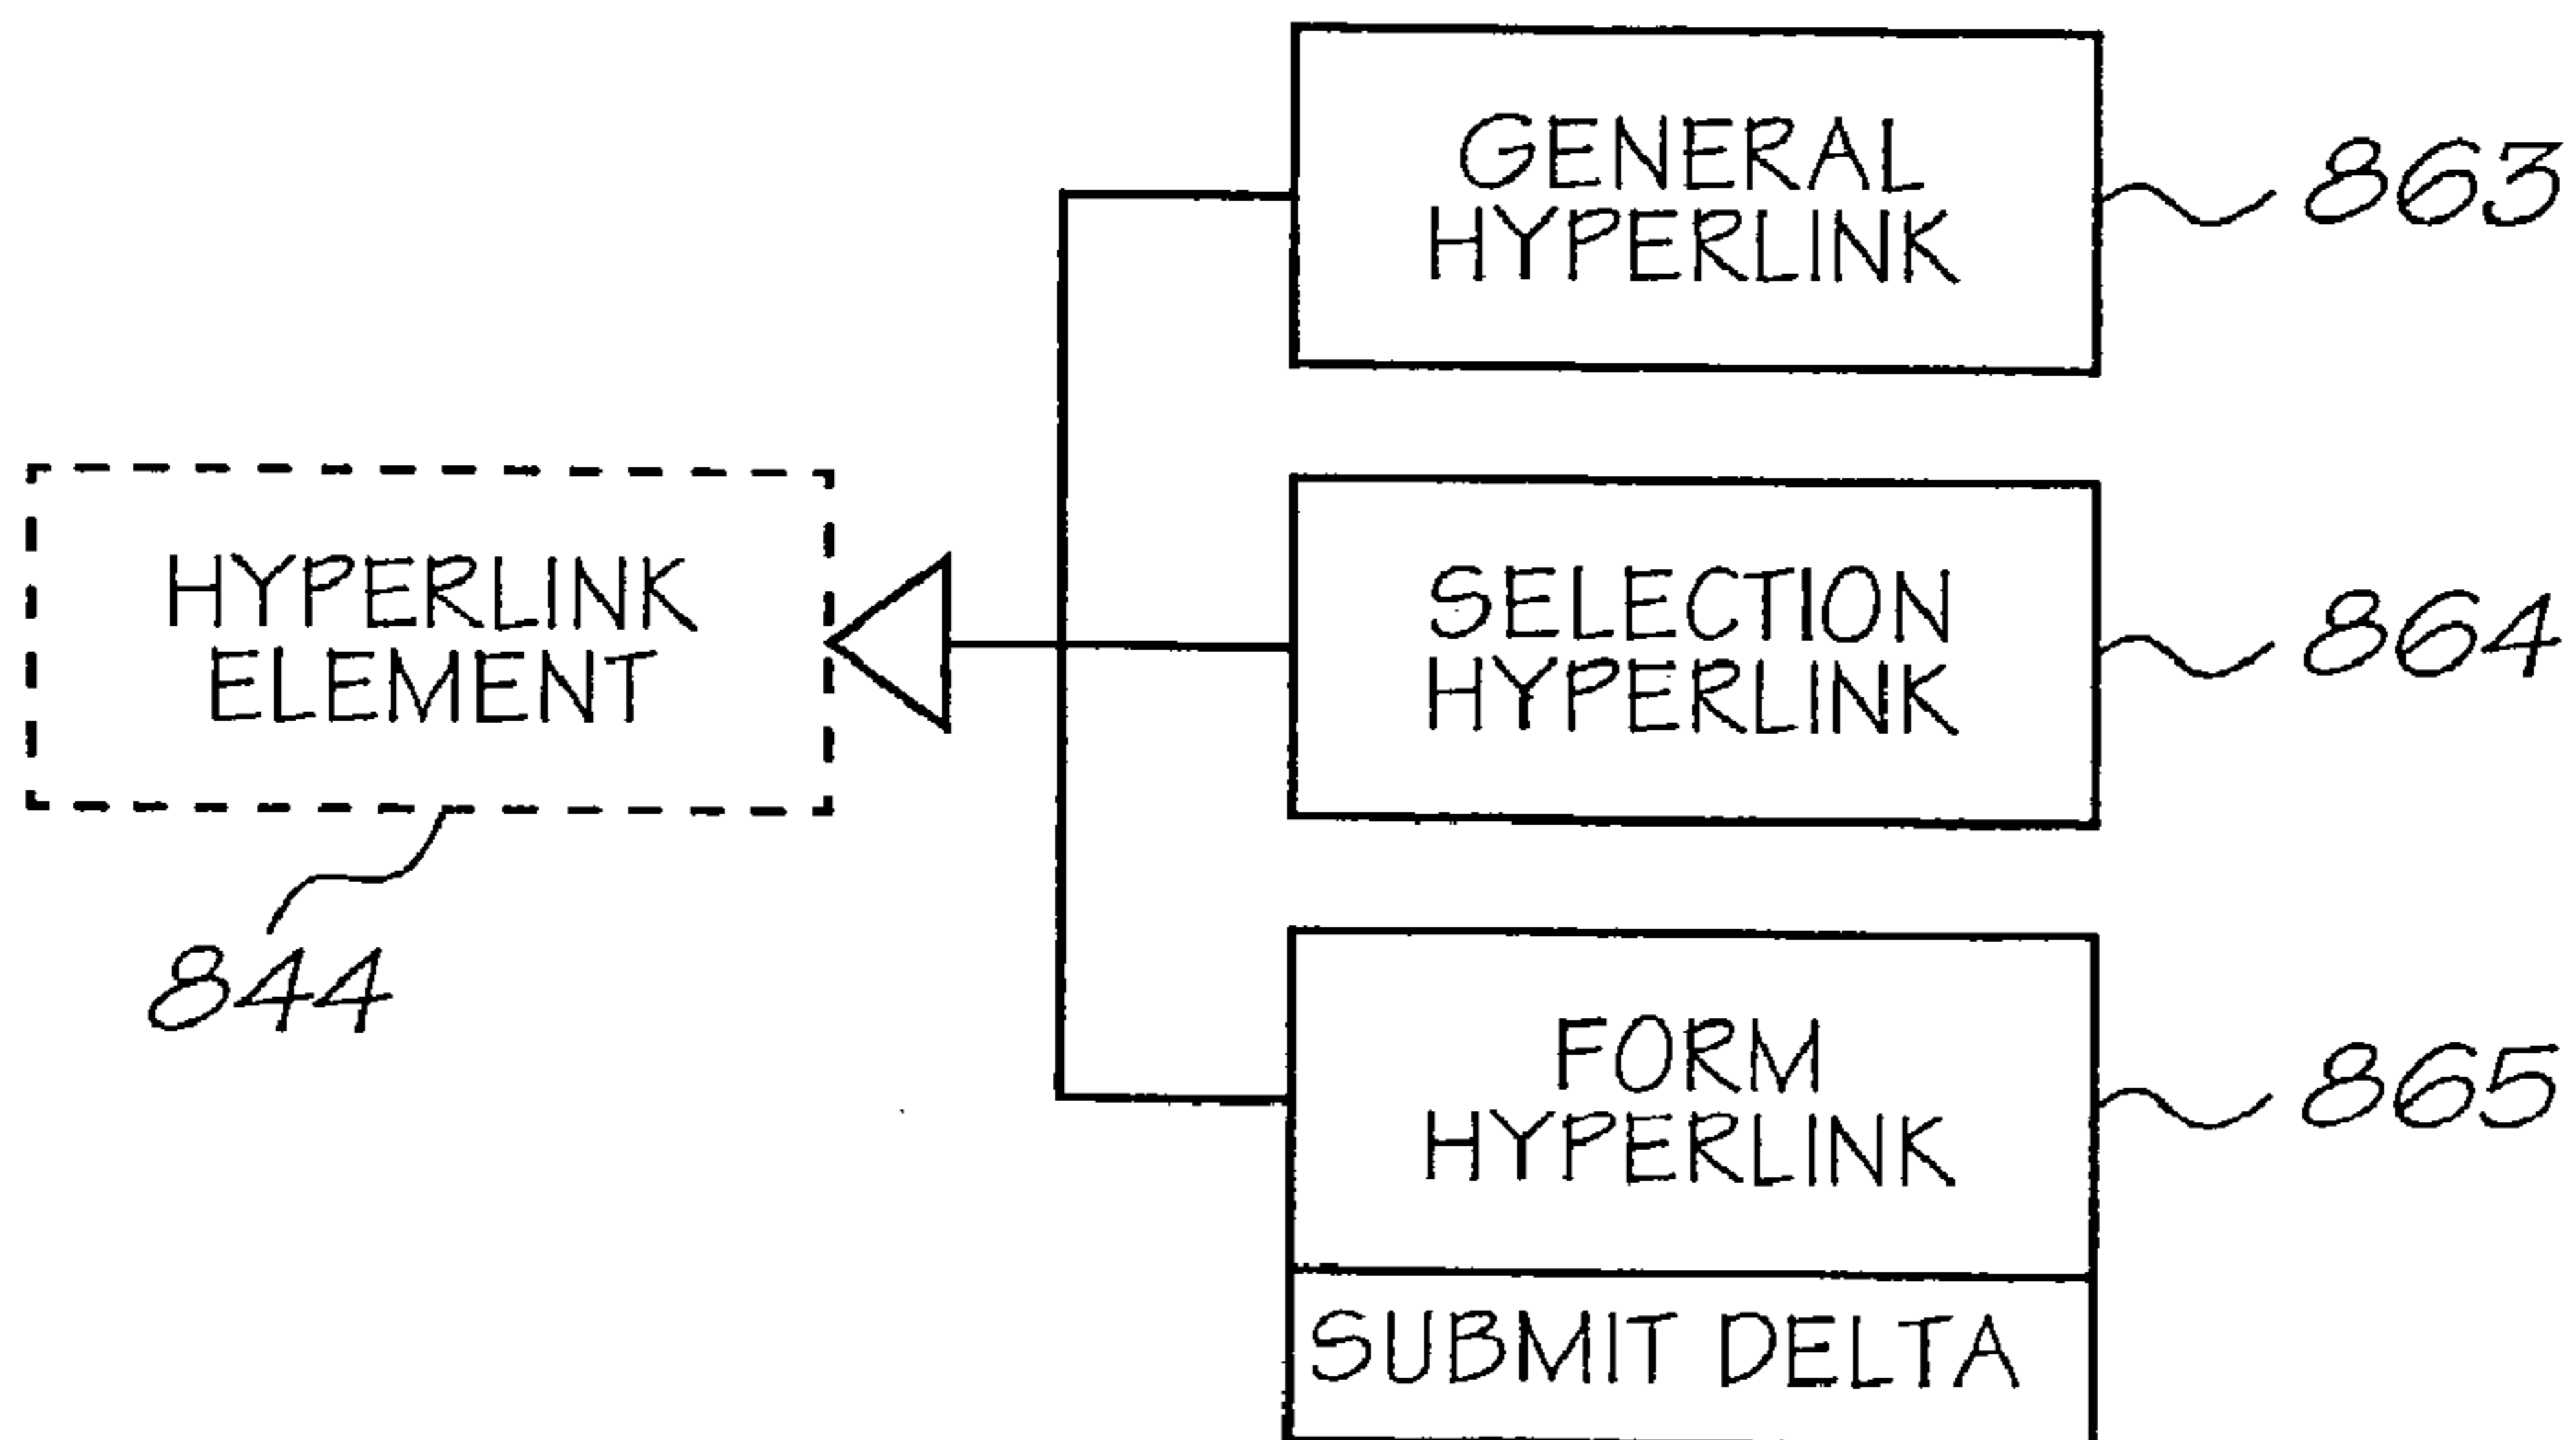 GENERAL
HYPERLINK
863
HYPERLINK
ELEMENT
844
SELECTION
HYPERLINK
864
FORM
HYPERLINK
865
SUBMIT DELTA